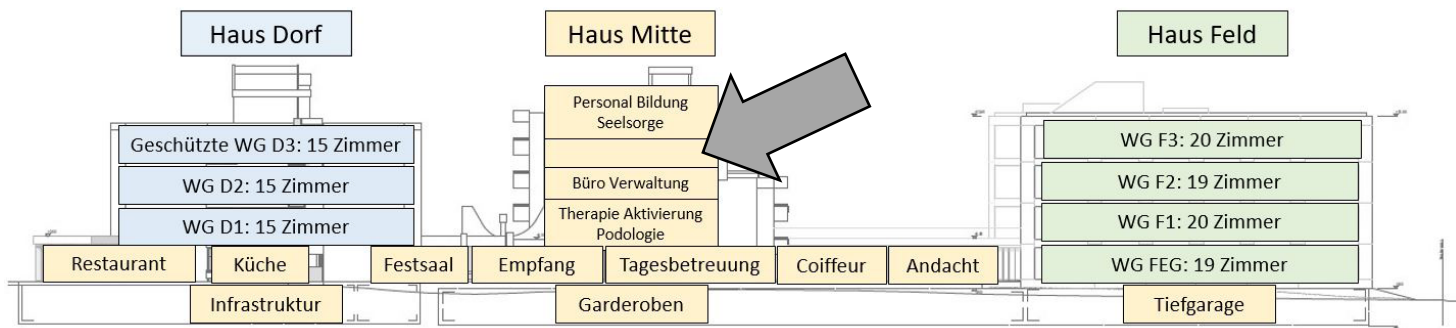 Haus Dorf
Haus Mitte
Haus Feld
Personal Bildung
Seelsorge
Geschützte WG D3: 15 Zimmer
WG F3: 20 Zimmer
WG D2: 15 Zimmer
Büro Verwaltung
WG F2: 19 Zimmer
WG D1: 15 Zimmer
Therapie Aktivierung
Podologie
WG F1: 20 Zimmer
Restaurant
Küche
Festsaal
Empfang
Tagesbetreuung
Coiffeur
Andacht
WG FEG: 19 Zimmer
Infrastruktur
Garderoben
Tiefgarage